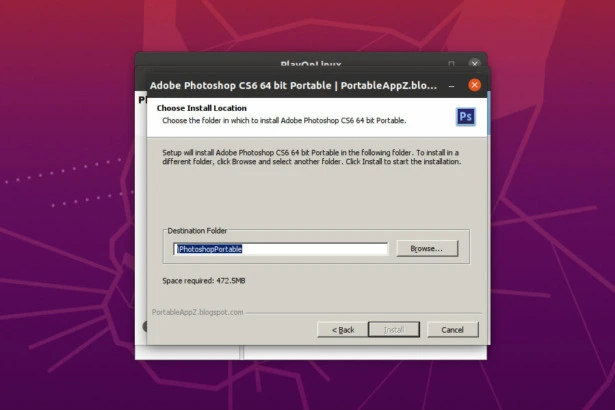 PlayOnLinux
Adobe Photoshop CS6 64 bit Portable | PortableAppZ.blo...
Choose Install Location
Choose the folder in which to install Adobe Photoshop CS6 64 bit Portable.
Ps
Setup will install Adobe Photoshop CS6 64 bit Portable in the following folder. To install in a
different folder, click Browse and select another folder. Click Install to start the installation.
Destination Folder
\PhotoshopPortable
Browse...
Space required: 472.5MB
PortableAppZ.blogspot.com
< Back
Install
Cancel